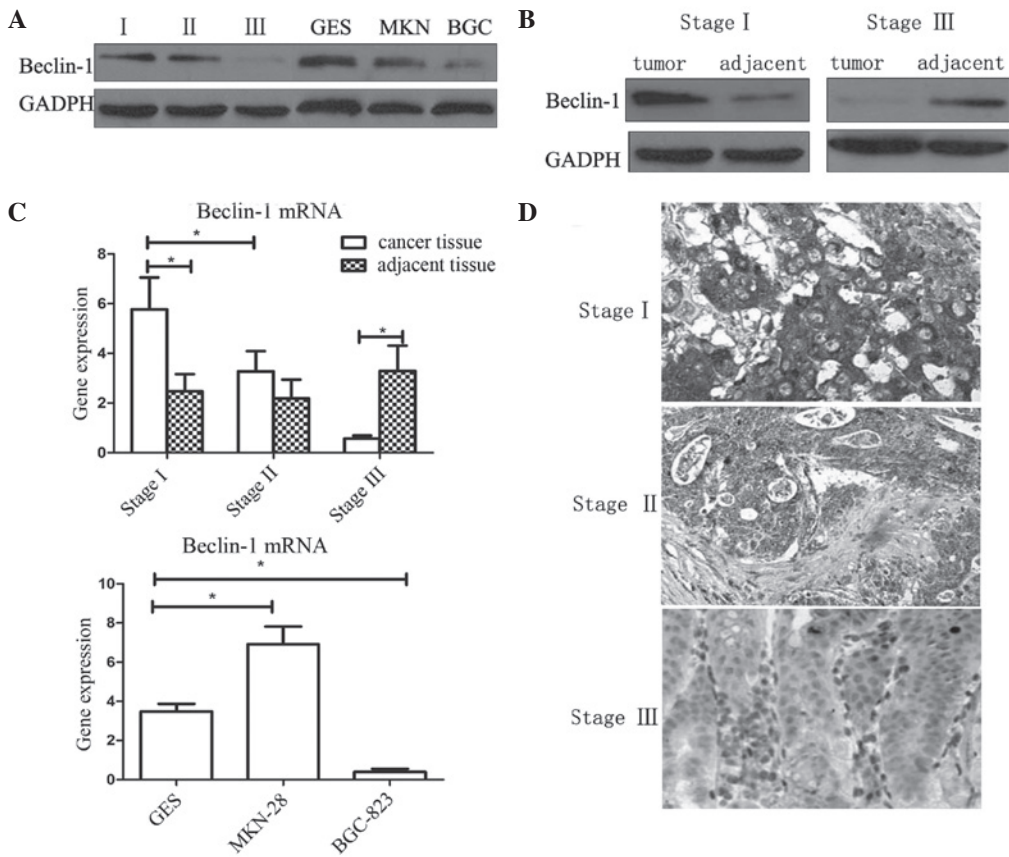 A
I II III GES MKN BGC
Beclin-1
GADPH
B
Stage I Stage III
tumor adjacent tumor adjacent
Beclin-1
GADPH
C
Beclin-1 mRNA
cancer tissue
adjacent tissue
Gene expression
8
6
4
2
0
* * *
Stage I Stage II Stage III
Beclin-1 mRNA
Gene expression
10
8
6
4
2
0
*
*
GES MKN-28 BGC-823
D
Stage I
Stage II
Stage III